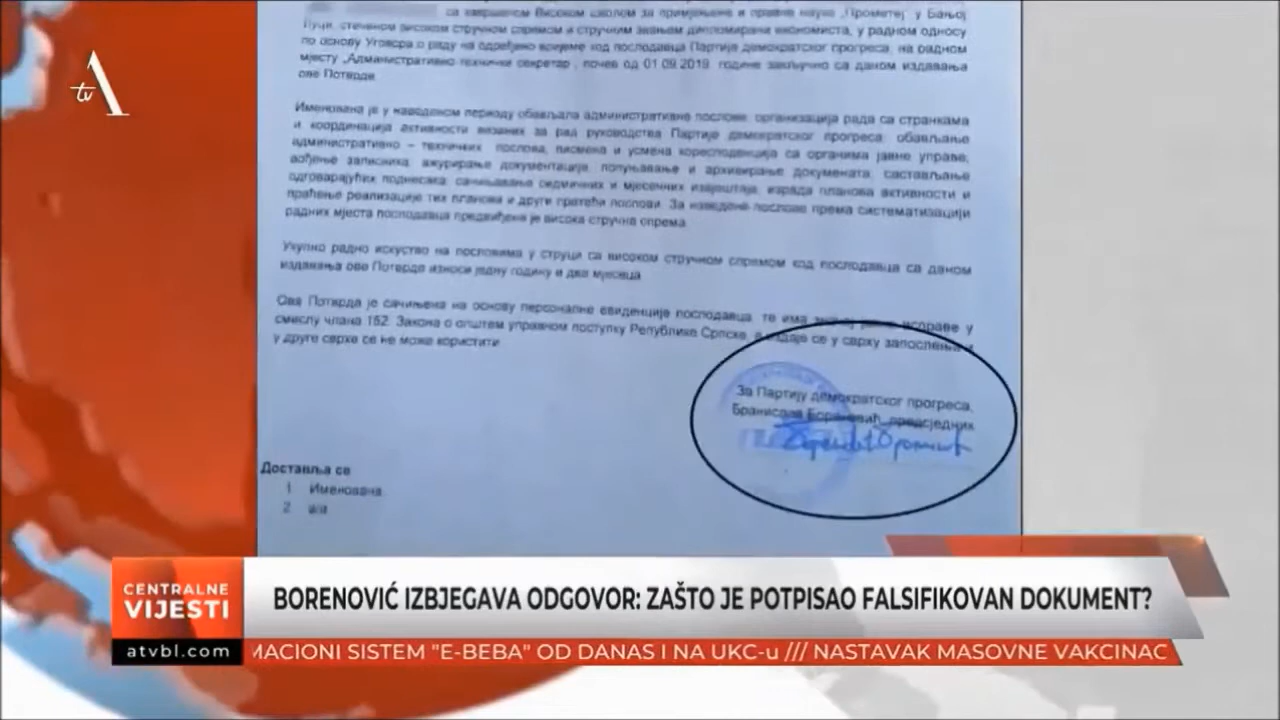 са завршеном Високом школом за примјењене и правне науке „Прометеј" у Бањој
Луци, стеченом високом стручном спремом и стручним звањем дипломирани економиста, у радном односу
по основу Уговора о раду на одређено вријеме код послодавца Партија демократског прогреса, на радном
мјесту „Административно технички секретар", почев од 01.09.2019. године закључно са даном издавања
ове Потврде.
tv A
Именована је у наведеном периоду обављала административне послове: организација рада са странкама
и координација активности везаних за рад руководства Партије демократског прогреса; обављање
административно – техничких послова, писмена и усмена кореспонденција са органима јавне управе;
вођење записника; ажурирање документације, попуњавање и архивирање докумената, састављање
одговарајућих поднесака; сачињавање седмичних и мјесечних извјештаја, израда планова активности и
праћење реализације тих планова и други пратећи послови. За наведене послове према систематизацији
радних мјеста послодавца предвиђена је висока стручна спрема.
Укупно радно искуство на пословима у струци са високом стручном спремом код послодавца са даном
издавања ове Потврде износи једну годину и два мјесеца.
Ова Потврда је сачињена на основу персоналне евиденције послодавца, те има исправе у
смислу члана 152. Закона о општем управном поступку Републике Српске, а издаје се у сврху запослења и
у друге сврхе се не може користити.
За Партију демократског прогреса,
Бранислав Бореновић, предсједник
Доставља се
1 Именована
2 а/а
CENTRALNE
VIJESTI
BORENOVIĆ IZBJEGAVA ODGOVOR: ZAŠTO JE POTPISAO FALSIFIKOVAN DOKUMENT?
atvbl.com
MACIONI SISTEM "E-BEBA" OD DANAS I NA UKC-u /// NASTAVAK MASOVNE VAKCINAC